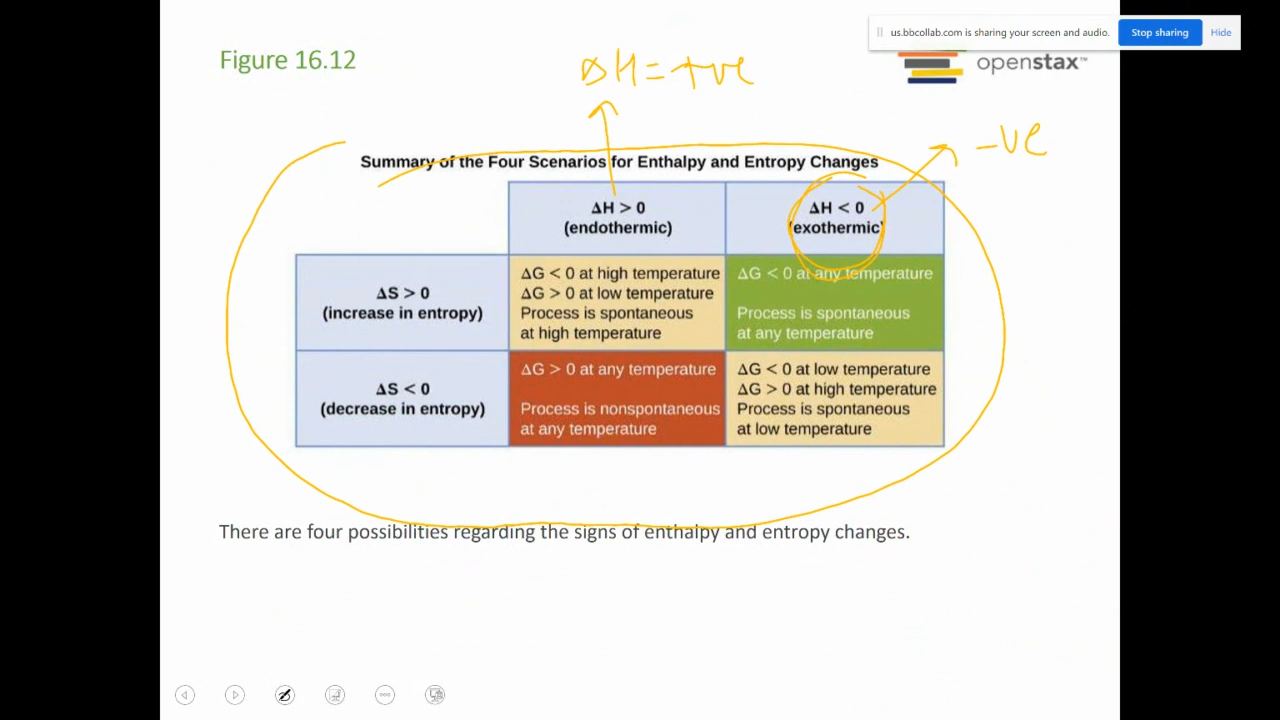 us.bbcollab.com is sharing your screen and audio. Stop sharing Hide
Figure 16.12
ΔH = +ve
openstax™
-ve
Summary of the Four Scenarios for Enthalpy and Entropy Changes
ΔH > 0
(endothermic)
ΔH < 0
(exothermic)
ΔS > 0
(increase in entropy)
ΔG < 0 at high temperature
ΔG > 0 at low temperature
Process is spontaneous
at high temperature
ΔG < 0 at any temperature
Process is spontaneous
at any temperature
ΔS < 0
(decrease in entropy)
ΔG > 0 at any temperature
Process is nonspontaneous
at any temperature
ΔG < 0 at low temperature
ΔG > 0 at high temperature
Process is spontaneous
at low temperature
There are four possibilities regarding the signs of enthalpy and entropy changes.